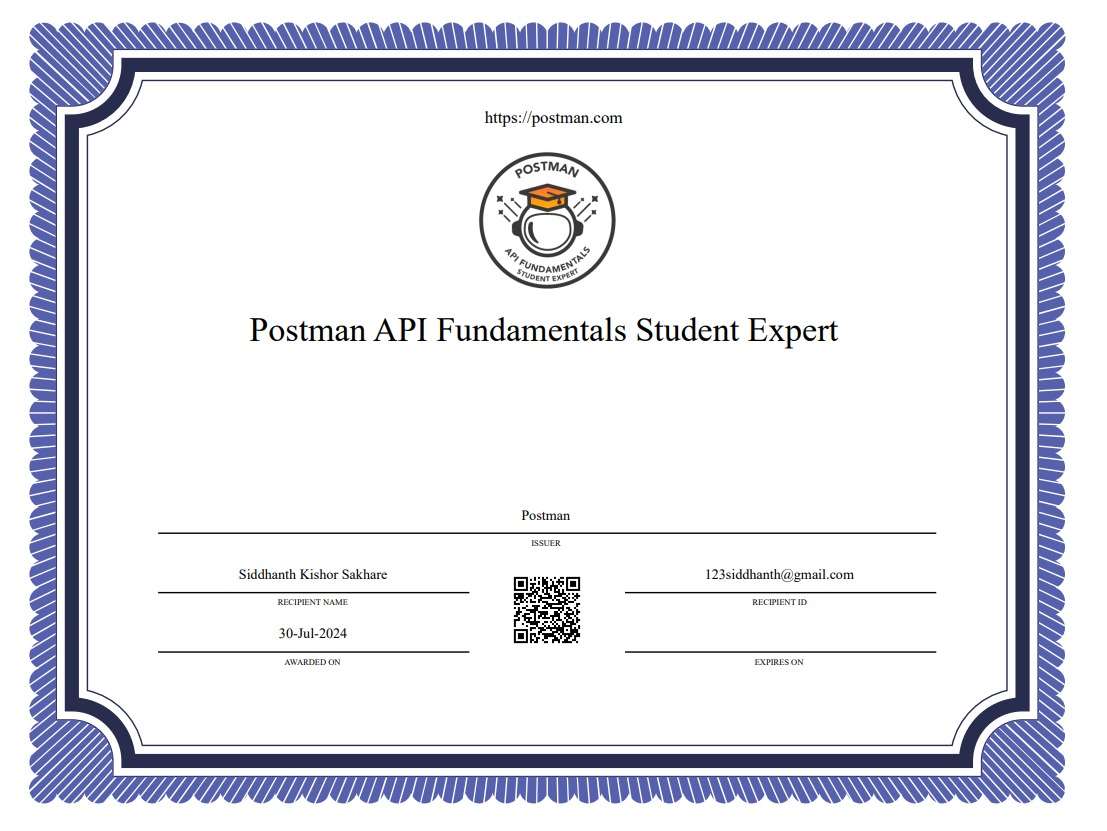 https://postman.com
POSTMAN
API FUNDAMENTALS
STUDENT EXPERT
Postman API Fundamentals Student Expert
Postman
ISSUER
Siddhanth Kishor Sakhare
123siddhanth@gmail.com
RECIPIENT NAME
RECIPIENT ID
30-Jul-2024
AWARDED ON
EXPIRES ON